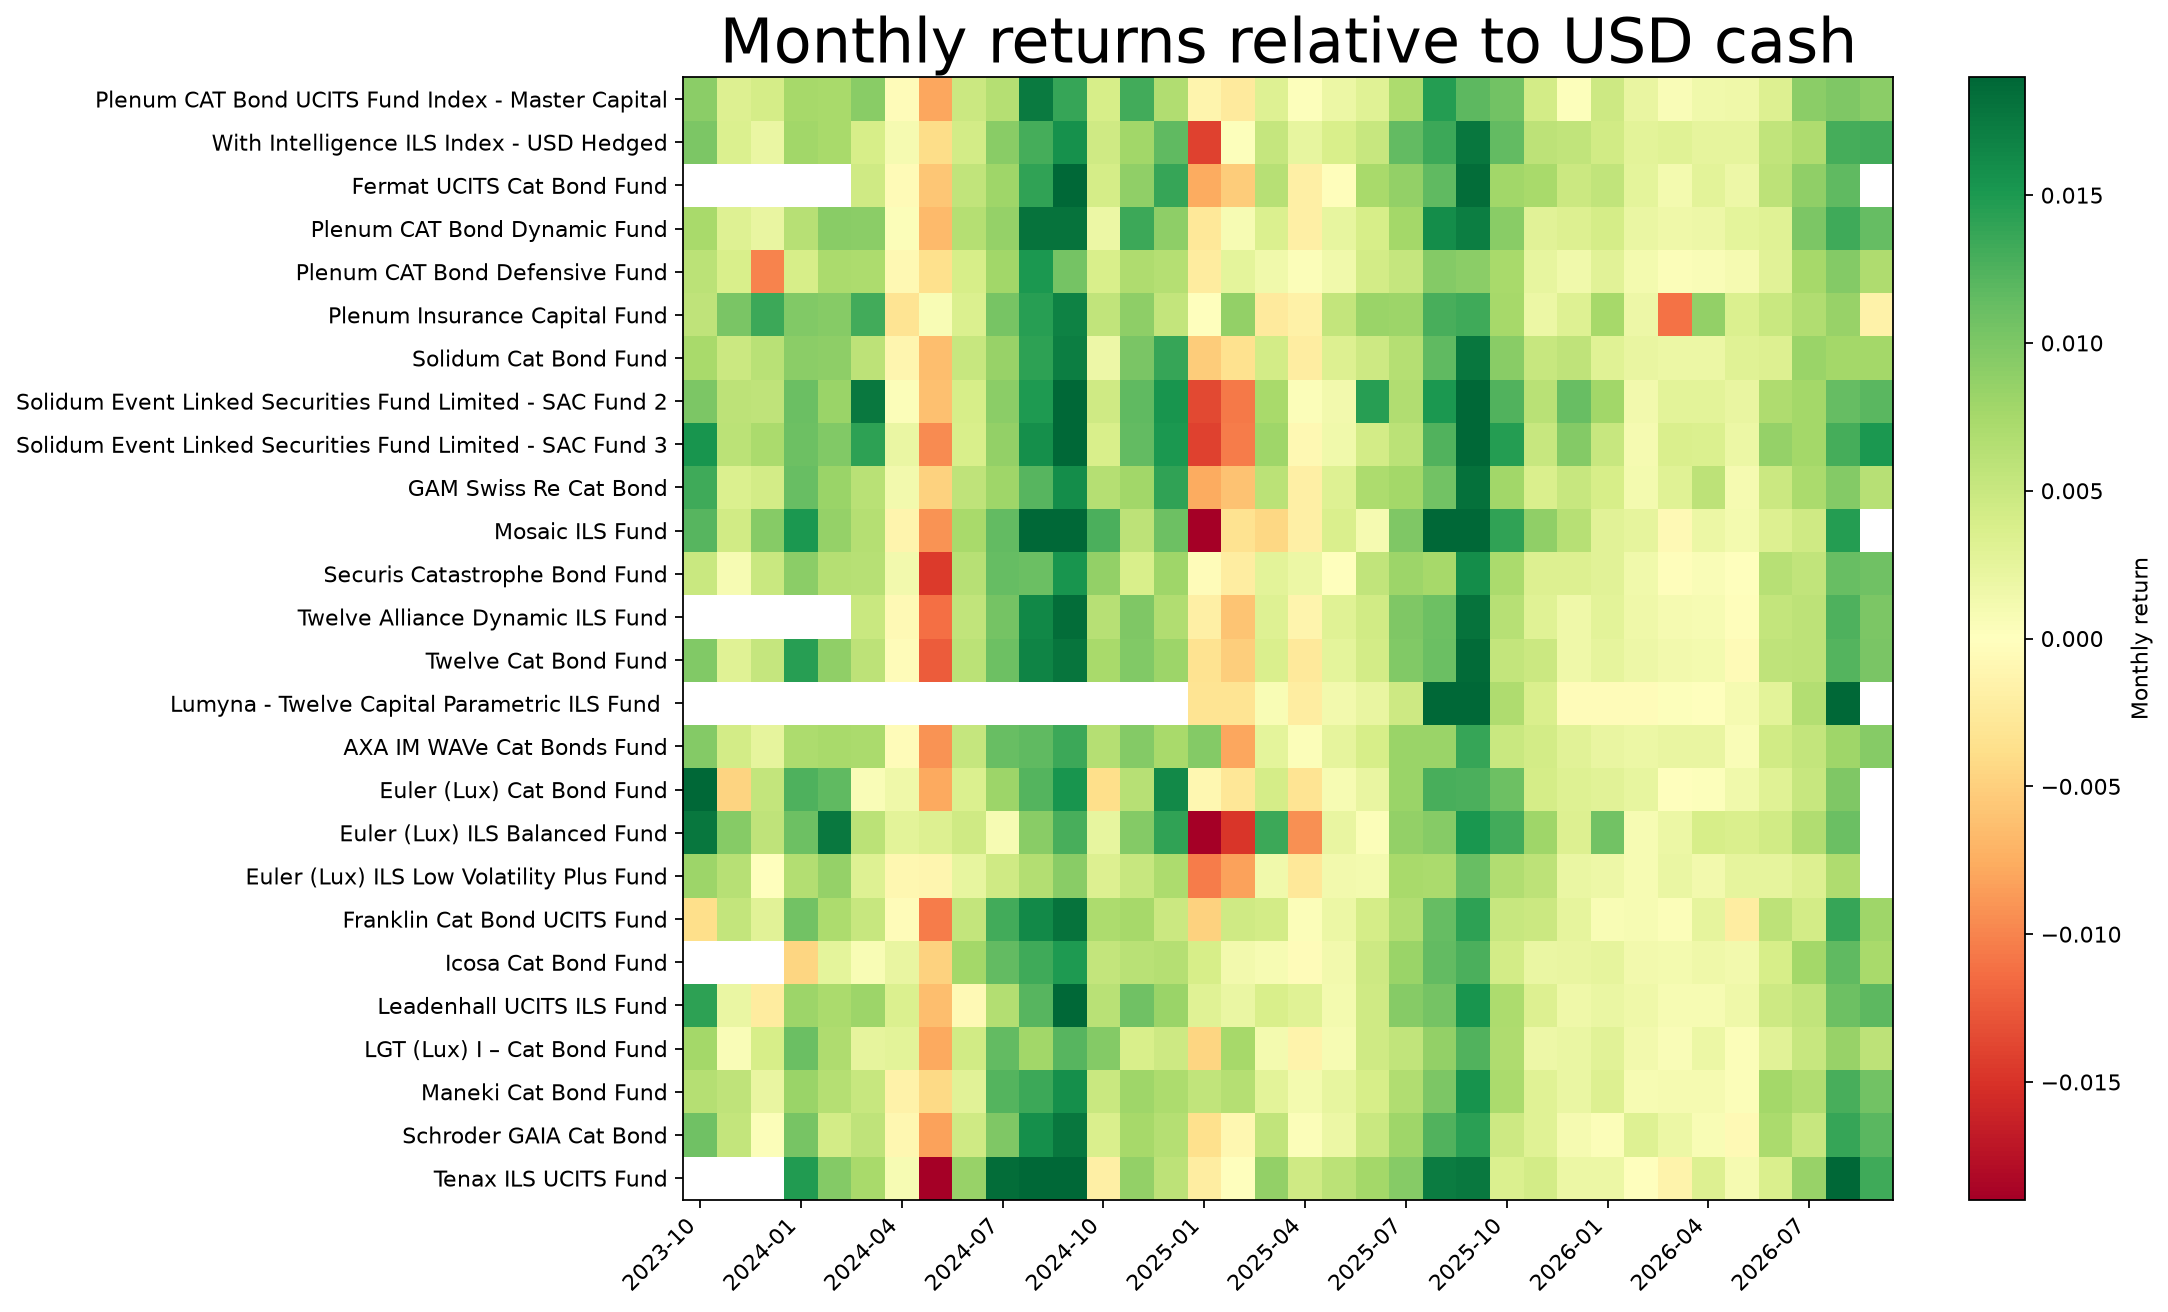 Monthly returns relative to USD cash
Plenum CAT Bond UCITS Fund Index - Master Capital
With Intelligence ILS Index - USD Hedged
Fermat UCITS Cat Bond Fund
Plenum CAT Bond Dynamic Fund
Plenum CAT Bond Defensive Fund
Plenum Insurance Capital Fund
Solidum Cat Bond Fund
Solidum Event Linked Securities Fund Limited - SAC Fund 2
Solidum Event Linked Securities Fund Limited - SAC Fund 3
GAM Swiss Re Cat Bond
Mosaic ILS Fund
Securis Catastrophe Bond Fund
Twelve Alliance Dynamic ILS Fund
Twelve Cat Bond Fund
Lumyna - Twelve Capital Parametric ILS Fund
AXA IM WAVe Cat Bonds Fund
Euler (Lux) Cat Bond Fund
Euler (Lux) ILS Balanced Fund
Euler (Lux) ILS Low Volatility Plus Fund
Franklin Cat Bond UCITS Fund
Icosa Cat Bond Fund
Leadenhall UCITS ILS Fund
LGT (Lux) I – Cat Bond Fund
Maneki Cat Bond Fund
Schroder GAIA Cat Bond
Tenax ILS UCITS Fund
2023-10
2024-01
2024-04
2024-07
2024-10
2025-01
2025-04
2025-07
2025-10
2026-01
2026-04
2026-07
0.015
0.010
0.005
0.000
−0.005
−0.010
−0.015
Monthly return